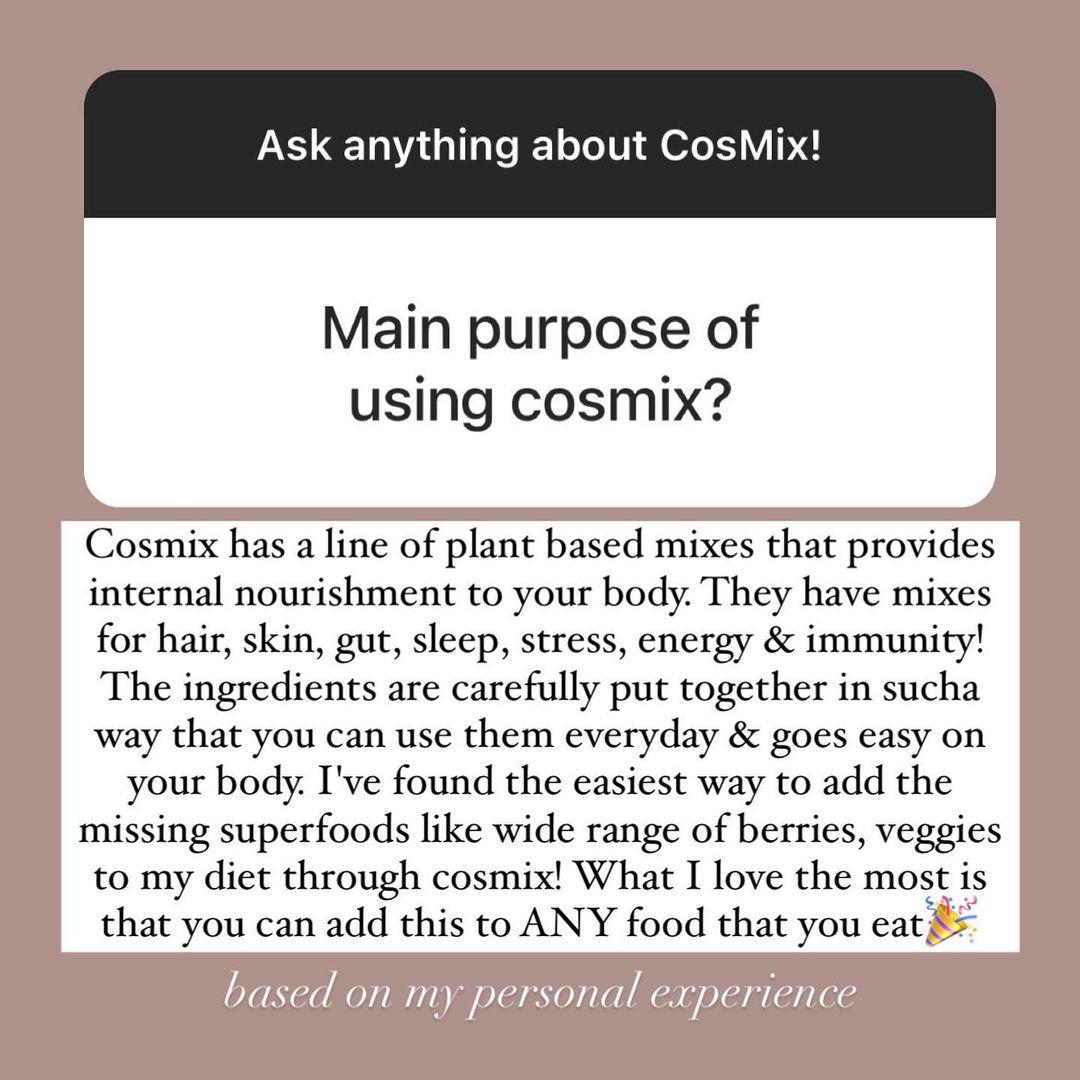 Ask anything about CosMix!
Main purpose of
using cosmix?
Cosmix has a line of plant based mixes that provides
internal nourishment to your body. They have mixes
for hair, skin, gut, sleep, stress, energy & immunity!
The ingredients are carefully put together in sucha
way that you can use them everyday & goes easy on
your body. I've found the easiest way to add the
missing superfoods like wide range of berries, veggies
to my diet through cosmix! What I love the most is
that you can add this to ANY food that you eat🎉
based on my personal experience